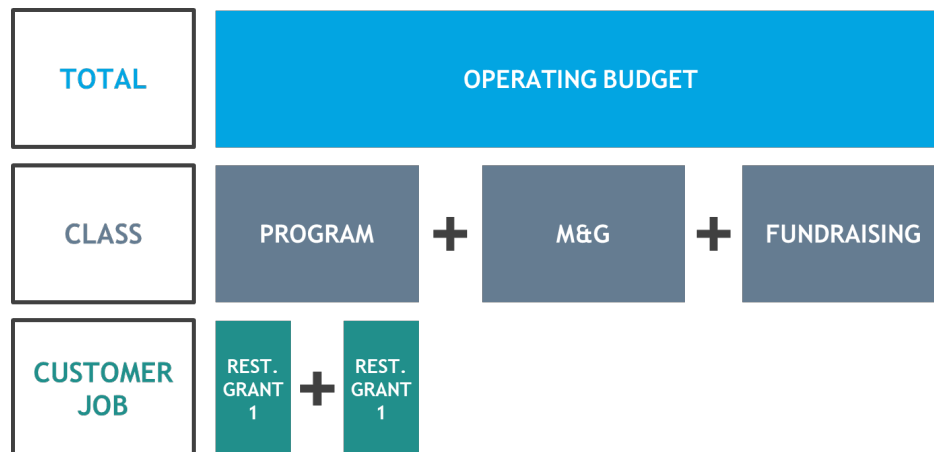 TOTAL
OPERATING BUDGET
CLASS
PROGRAM
+
M&G
+
FUNDRAISING
CUSTOMER
JOB
REST.
GRANT
1
+
REST.
GRANT
1